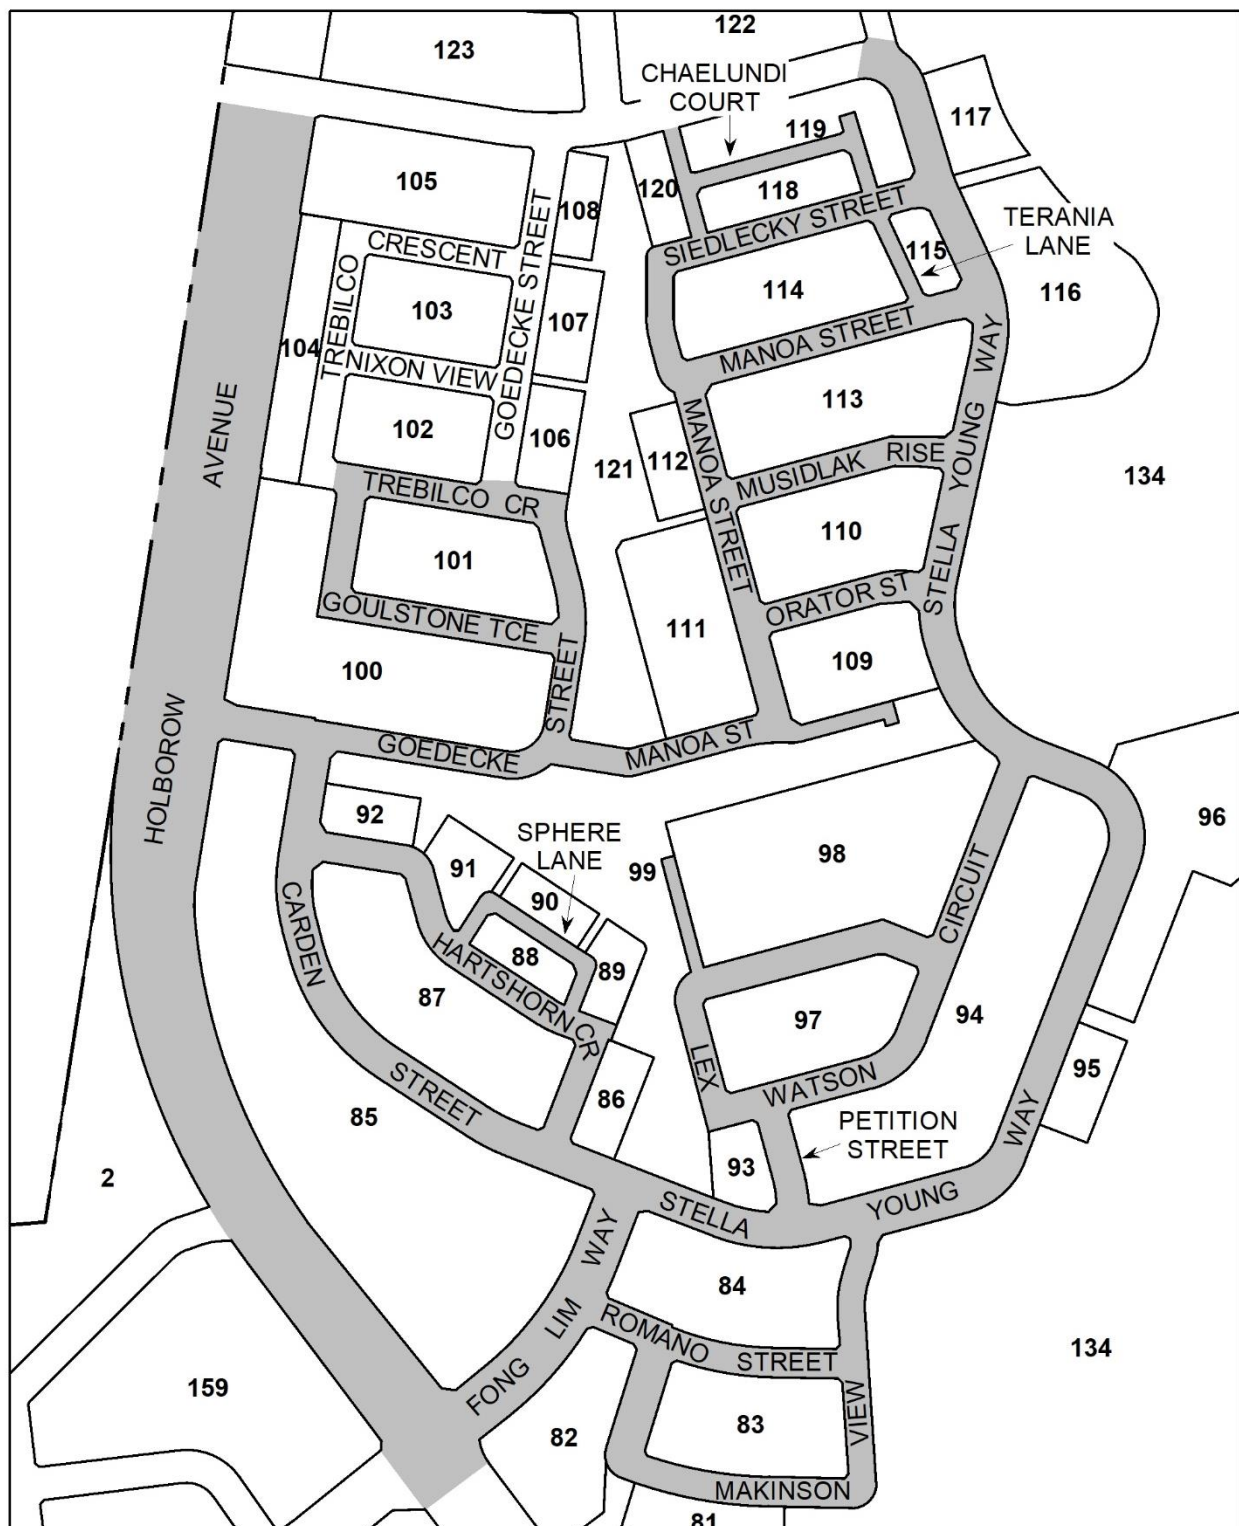 123
122
CHAELUNDI
COURT
117
119
105
108
120
118
SIEDLECKY STREET
TERANIA
LANE
115
CRESCENT
GOEDECKE STREET
TREBILCO
103
107
104
114
116
MANOA STREET
NIXON VIEW
STELLA YOUNG WAY
113
102
106
HOLBOROW AVENUE
112
121
MANOA STREET
MUSIDLAK RISE
134
TREBILCO CR
110
101
ORATOR ST
GOULSTONE TCE
111
109
100
GOEDECKE STREET
MANOA ST
92
SPHERE
LANE
91
90
99
98
96
CIRCUIT
CARDEN STREET
88
89
HARTSHORN CR
87
97
94
LEX WATSON
95
86
85
PETITION
STREET
93
2
STELLA YOUNG WAY
FONG LIM WAY
84
ROMANO STREET
134
159
82
83
MAKINSON VIEW
81